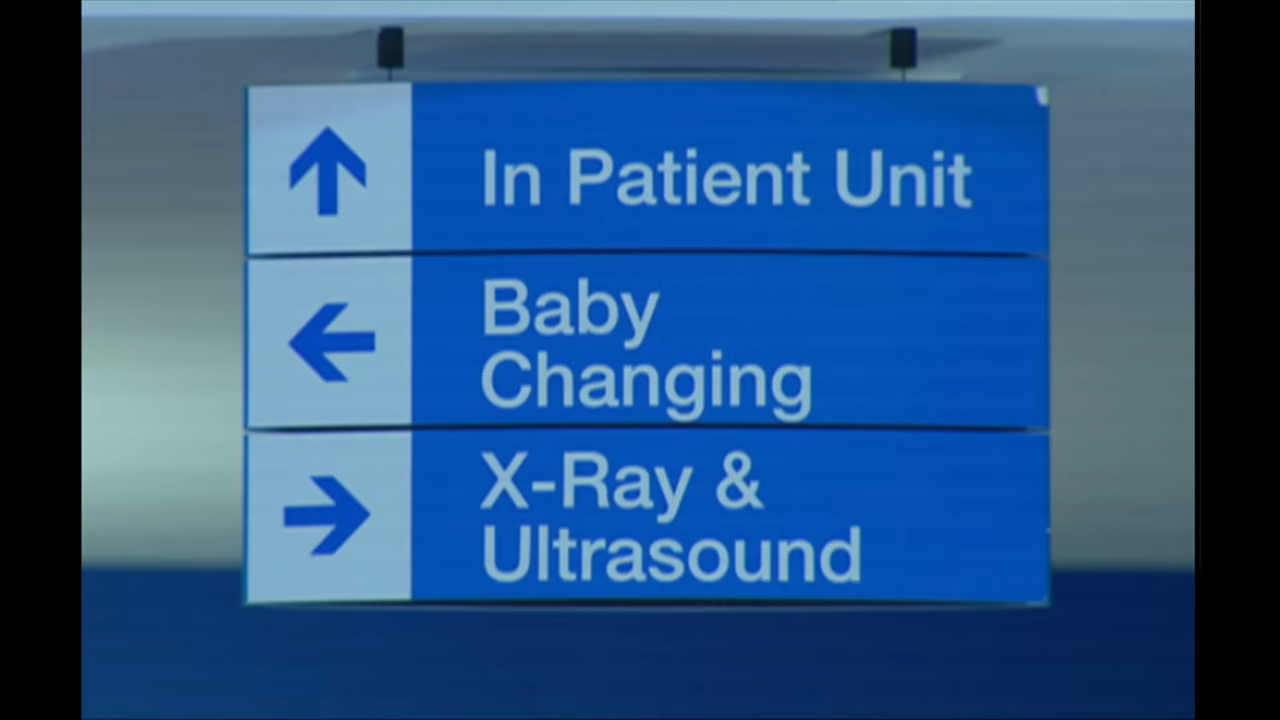 In Patient Unit
Baby
Changing
X-Ray &
Ultrasound